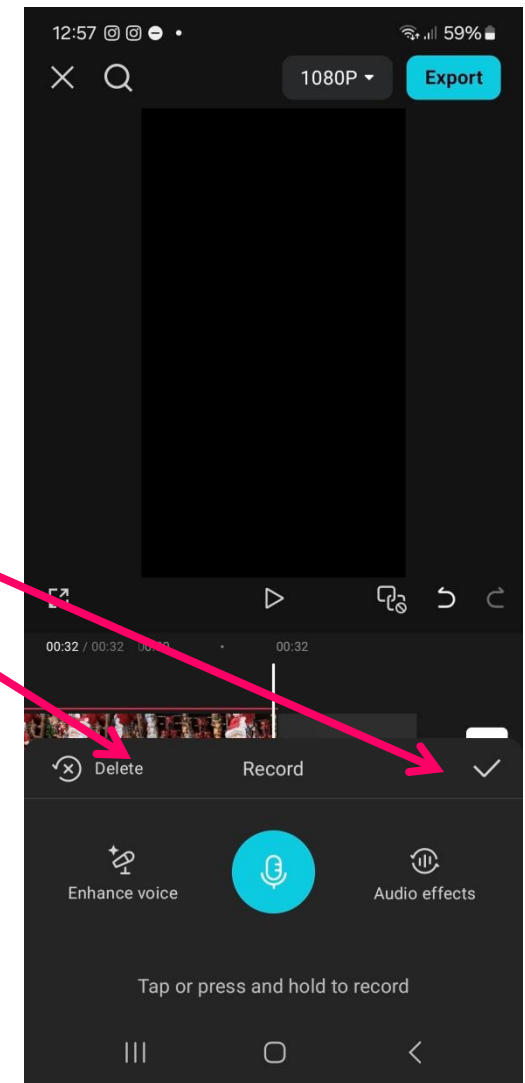 12:57 59%
1080P Export
00:32 / 00:32 00:32
Delete Record
Enhance voice Audio effects
Tap or press and hold to record